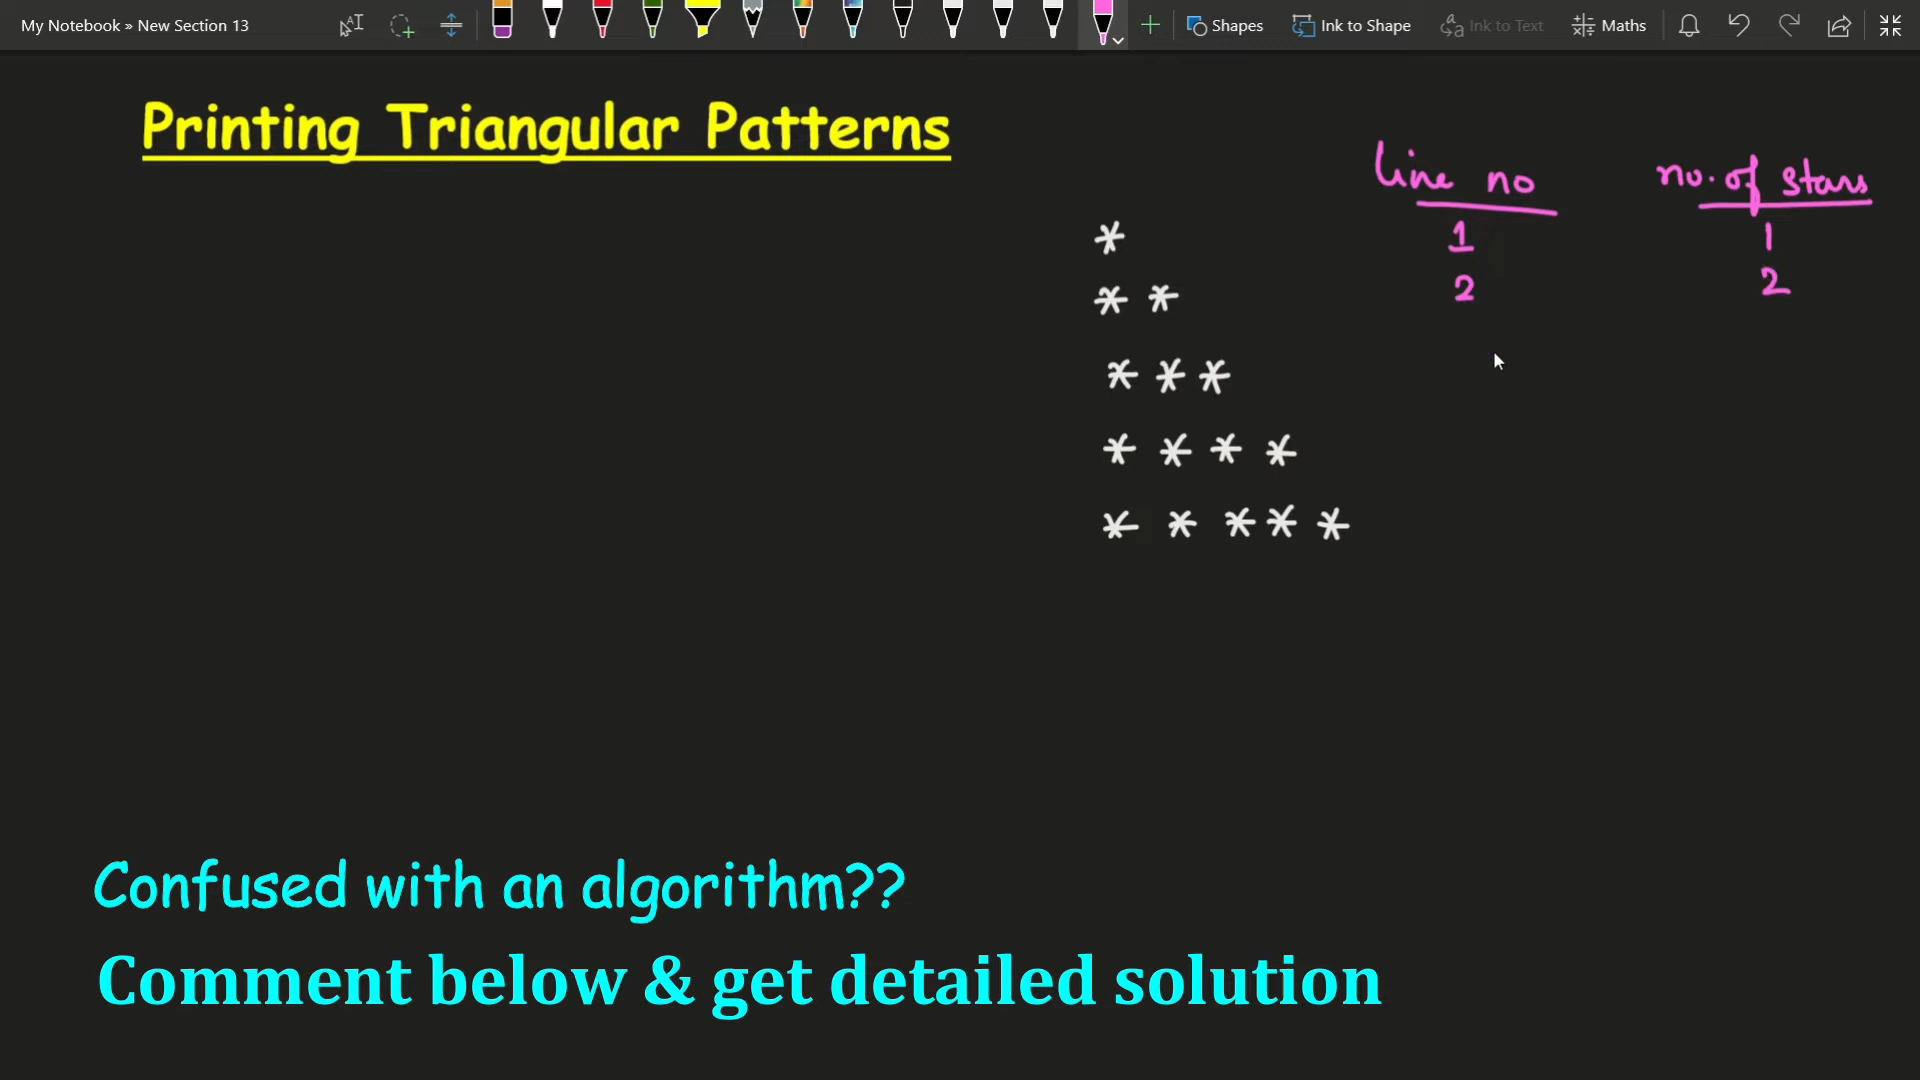 My Notebook » New Section 13
Shapes
Ink to Shape
Ink to Text
Maths
Printing Triangular Patterns
line no no. of stars
*
1 1
* *
2 2
* * *
* * * *
* * * * *
Confused with an algorithm??
Comment below & get detailed solution